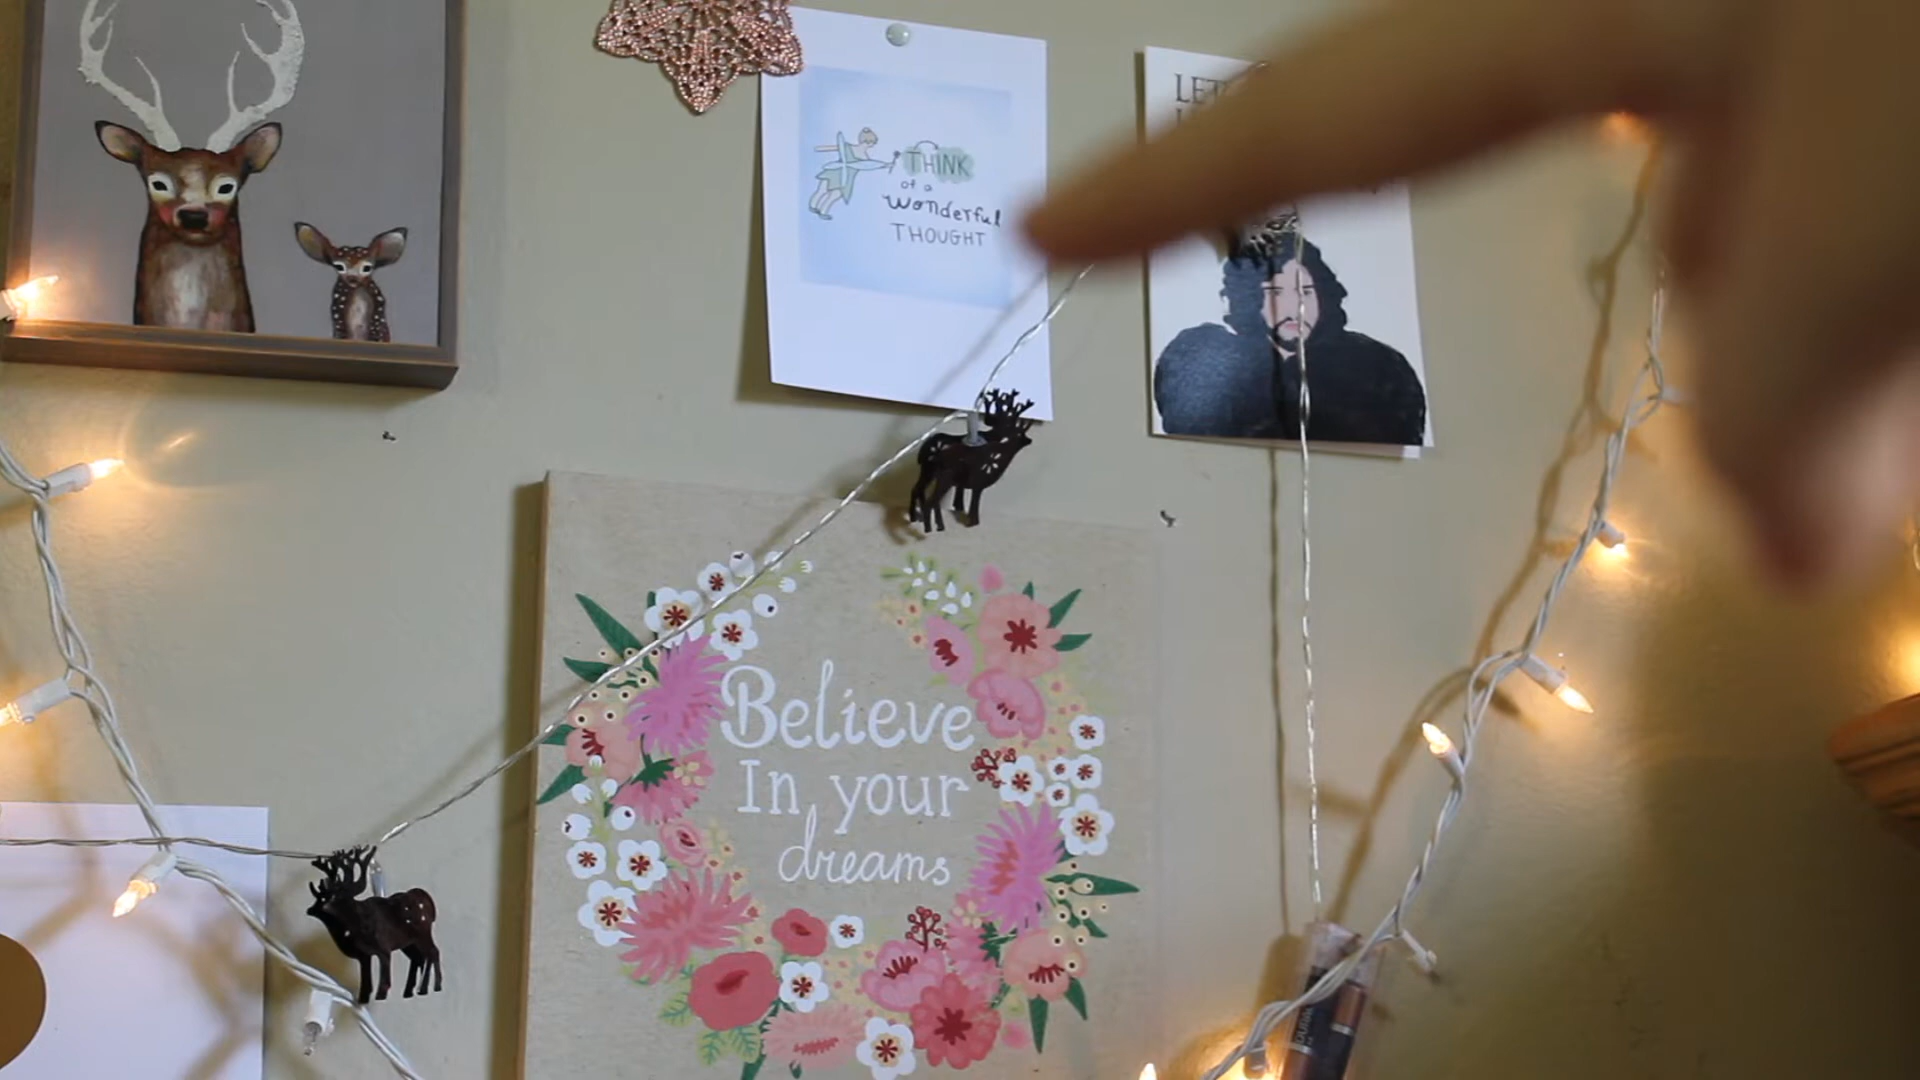 THINK
of a
wonderful
THOUGHT
Believe
In your
dreams